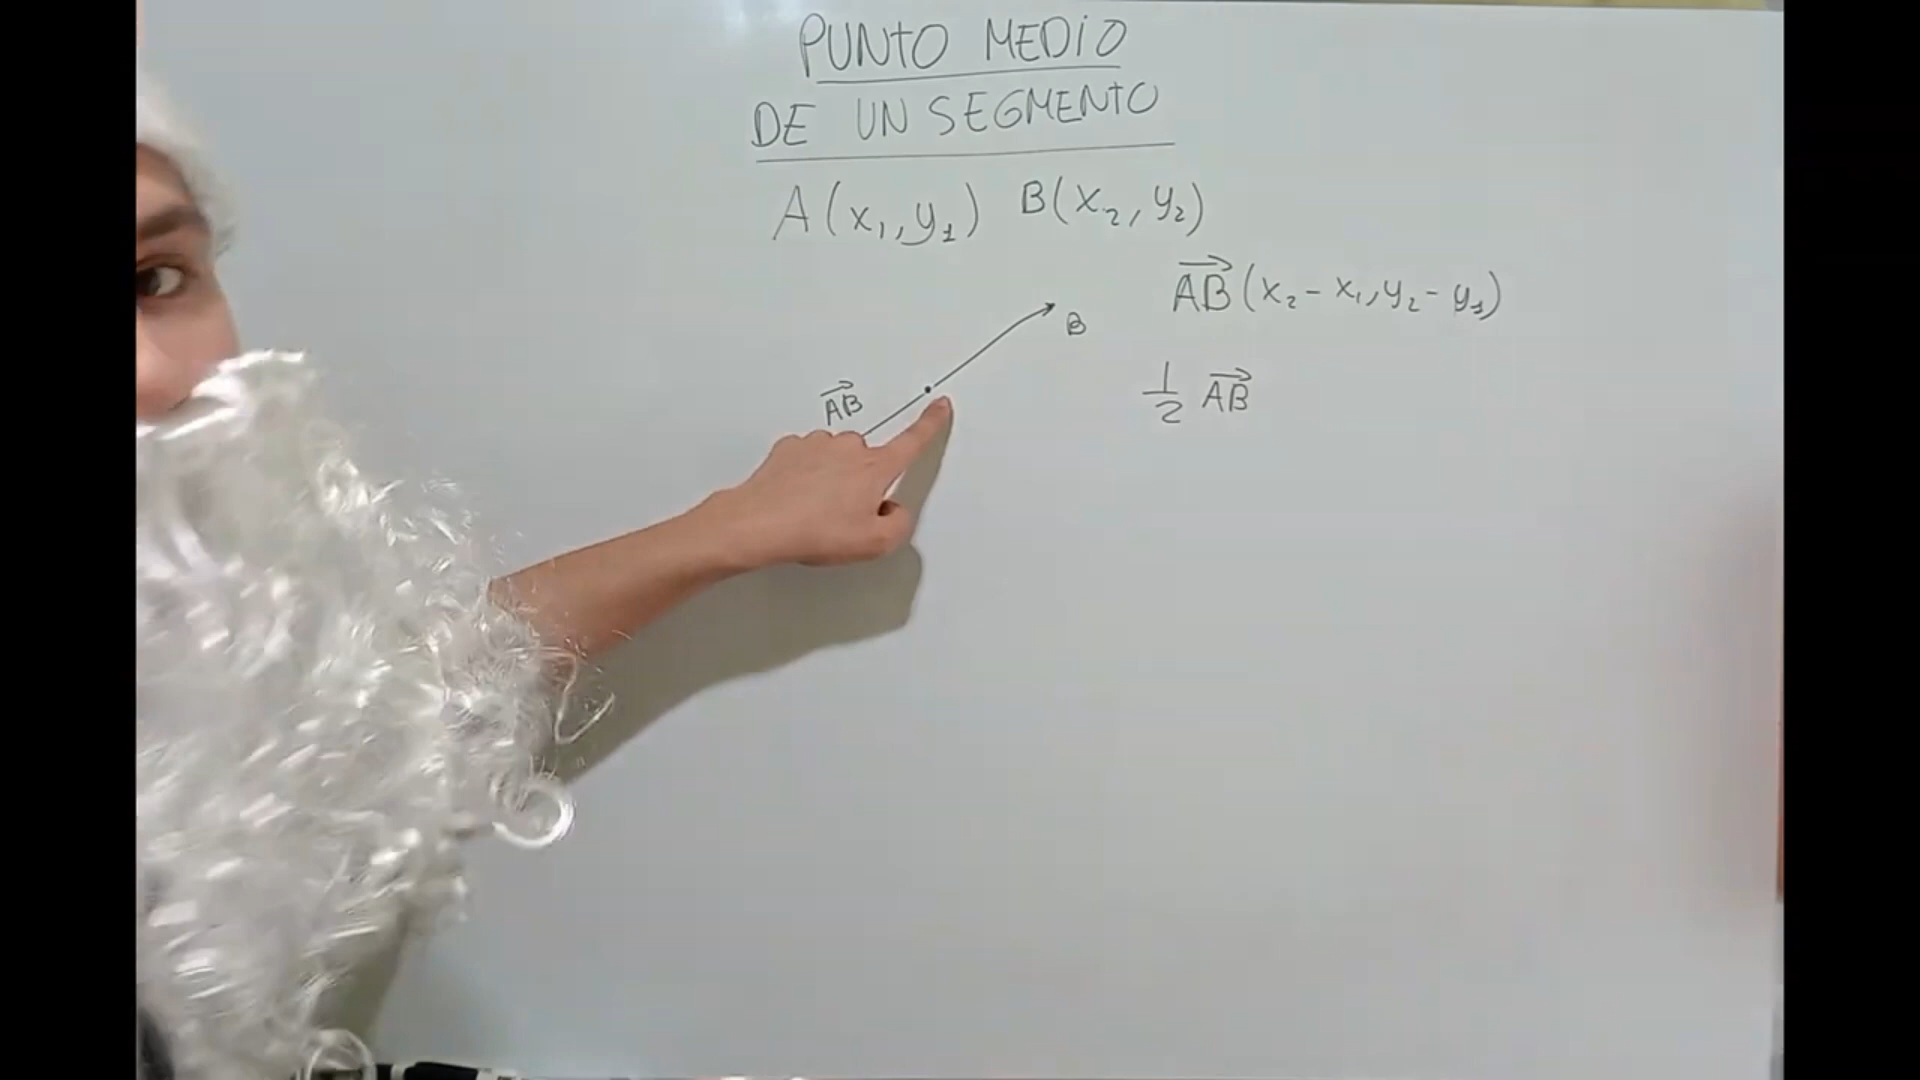 PUNTO MEDIO
DE UN SEGMENTO
A(x₁,y₁) B(x₂,y₂)
→AB(x₂-x₁,y₂-y₁)
B
→AB
1/2 →AB